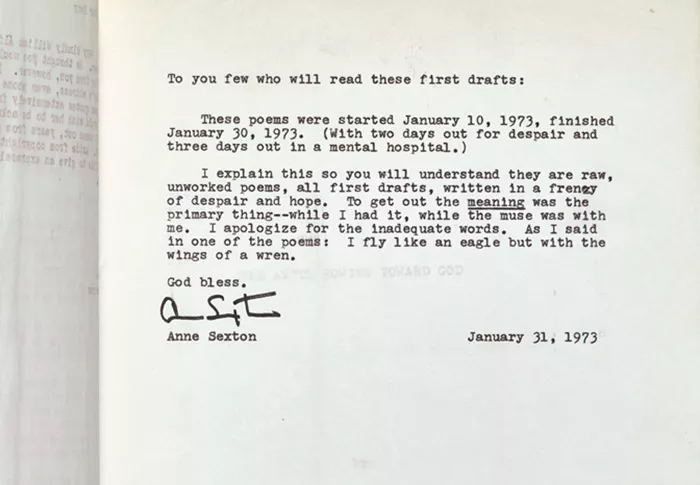 To you few who will read these first drafts:
These poems were started January 10, 1973, finished
January 30, 1973. (With two days out for despair and
three days out in a mental hospital.)
I explain this so you will understand they are raw,
unworked poems, all first drafts, written in a frenzy
of despair and hope. To get out the meaning was the
primary thing--while I had it, while the muse was with
me. I apologize for the inadequate words. As I said
in one of the poems: I fly like an eagle but with the
wings of a wren.
God bless.
Anne Sexton
Anne Sexton January 31, 1973